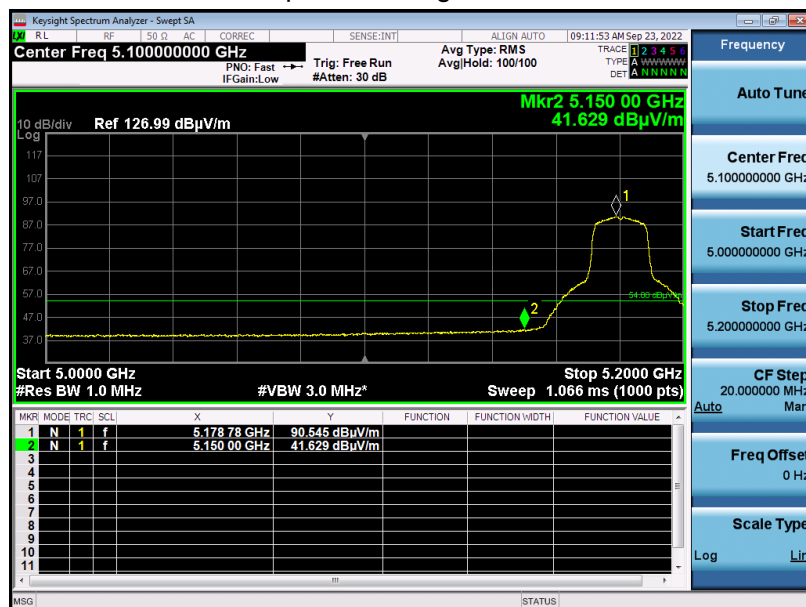 Keysight Spectrum Analyzer - Swept SA
LXI RL RF 50 Ω AC CORREC SENSE:INT ALIGN AUTO 09:11:53 AM Sep 23, 2022
Center Freq 5.100000000 GHz
PNO: Fast
IFGain:Low
Trig: Free Run
#Atten: 30 dB
Avg Type: RMS
Avg|Hold: 100/100
TRACE 1 2 3 4 5 6
TYPE A WWWWW
DET A N N N N N
Mkr2 5.150 00 GHz
41.629 dBµV/m
10 dB/div Ref 126.99 dBµV/m
Log
117
107
97.0
87.0
77.0
67.0
57.0
47.0
37.0
1
2
54.00 dBµV/m
Start 5.0000 GHz Stop 5.2000 GHz
#Res BW 1.0 MHz #VBW 3.0 MHz* Sweep 1.066 ms (1000 pts)
MKR MODE TRC SCL X Y FUNCTION FUNCTION WIDTH FUNCTION VALUE
1 N 1 f 5.178 78 GHz 90.545 dBµV/m
2 N 1 f 5.150 00 GHz 41.629 dBµV/m
3
4
5
6
7
8
9
10
11
MSG STATUS
Frequency
Auto Tune
Center Freq
5.100000000 GHz
Start Freq
5.000000000 GHz
Stop Freq
5.200000000 GHz
CF Step
20.000000 MHz
Auto Man
Freq Offset
0 Hz
Scale Type
Log Lin